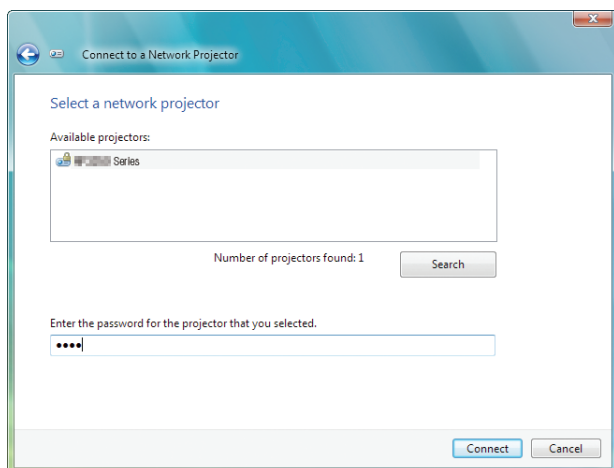 Connect to a Network Projector
Select a network projector
Available projectors:
Series
Number of projectors found: 1
Search
Enter the password for the projector that you selected.
••••
Connect
Cancel